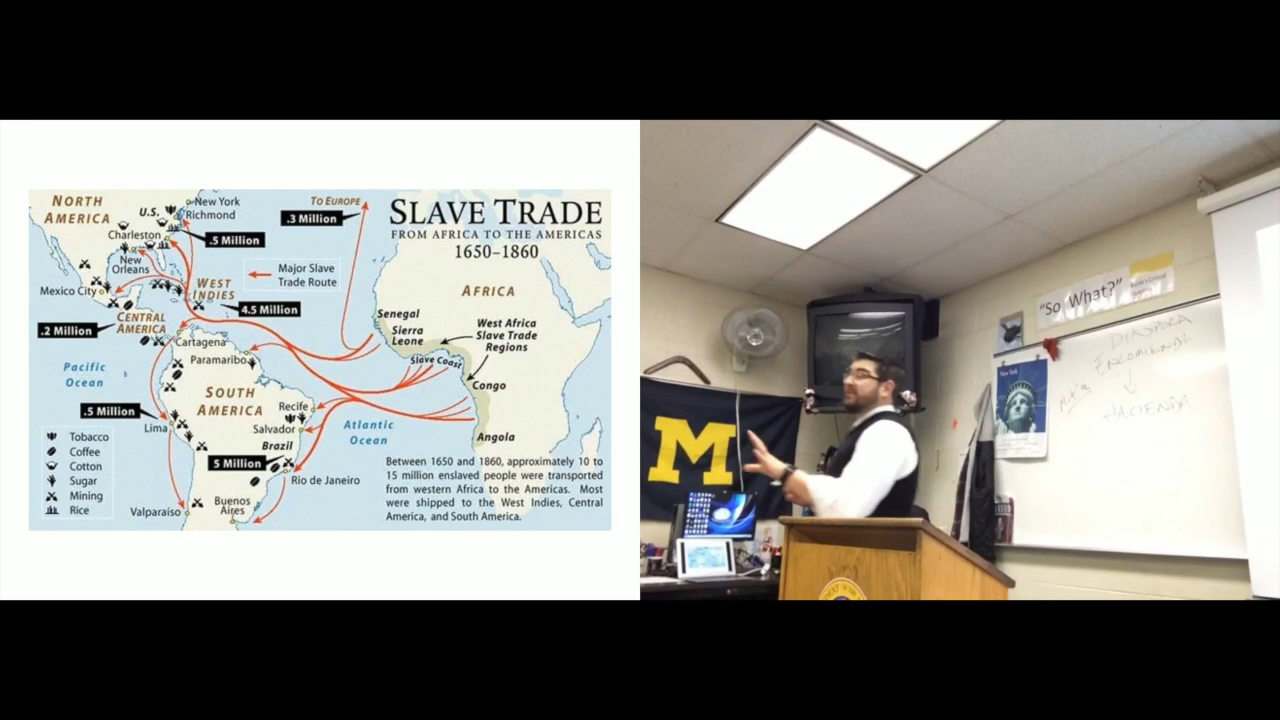 SLAVE TRADE
FROM AFRICA TO THE AMERICAS
1650–1860
NORTH
AMERICA
U.S.
New York
Richmond
.5 Million
Charleston
New
Orleans
Mexico City
WEST
INDIES
4.5 Million
TO EUROPE
.3 Million
Major Slave
Trade Route
CENTRAL
AMERICA
.2 Million
Cartagena
Paramaribo
Pacific
Ocean
SOUTH
AMERICA
.5 Million
Lima
Recife
Salvador
Brazil
5 Million
Rio de Janeiro
Buenos
Aires
Valparaíso
Atlantic
Ocean
AFRICA
Senegal
Sierra
Leone
West Africa
Slave Trade
Regions
Slave Coast
Congo
Angola
Tobacco
Coffee
Cotton
Sugar
Mining
Rice
Between 1650 and 1860, approximately 10 to
15 million enslaved people were transported
from western Africa to the Americas. Most
were shipped to the West Indies, Central
America, and South America.
M
"So What?"
New York
DIASPORA
ENCOMIENDA
MIT'A
HACIENDA